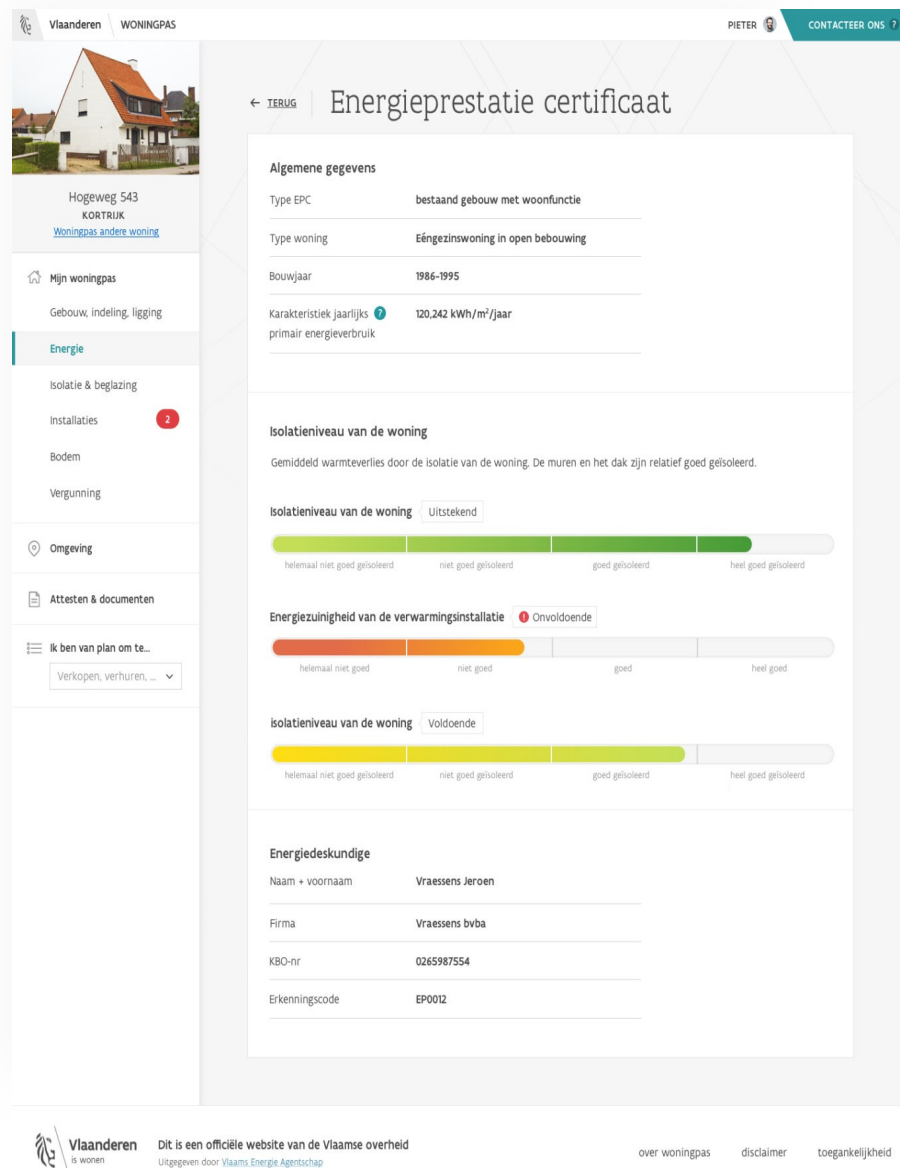 Vlaanderen WONINGPAS PIETER CONTACTEER ONS ?
Hogeweg 543
KORTRIJK
Woningpas andere woning
Mijn woningpas
Gebouw, indeling, ligging
Energie
Isolatie & beglazing
Installaties 2
Bodem
Vergunning
Omgeving
Attesten & documenten
Ik ben van plan om te...
Verkopen, verhuren, ...
← TERUG Energieprestatie certificaat
Algemene gegevens
Type EPC bestaand gebouw met woonfunctie
Type woning Eéngezinswoning in open bebouwing
Bouwjaar 1986-1995
Karakteristiek jaarlijks ? 120,242 kWh/m²/jaar
primair energieverbruik
Isolatieniveau van de woning
Gemiddeld warmteverlies door de isolatie van de woning. De muren en het dak zijn relatief goed geïsoleerd.
Isolatieniveau van de woning Uitstekend
helemaal niet goed geïsoleerd niet goed geïsoleerd goed geïsoleerd heel goed geïsoleerd
Energiezuinigheid van de verwarmingsinstallatie ! Onvoldoende
helemaal niet goed niet goed goed heel goed
isolatieniveau van de woning Voldoende
helemaal niet goed geïsoleerd niet goed geïsoleerd goed geïsoleerd heel goed geïsoleerd
Energiedeskundige
Naam + voornaam Vraessens Jeroen
Firma Vraessens bvba
KBO-nr 0265987554
Erkenningscode EP0012
Vlaanderen
is wonen
Dit is een officiële website van de Vlaamse overheid
Uitgegeven door Vlaams Energie Agentschap
over woningpas disclaimer toegankelijkheid